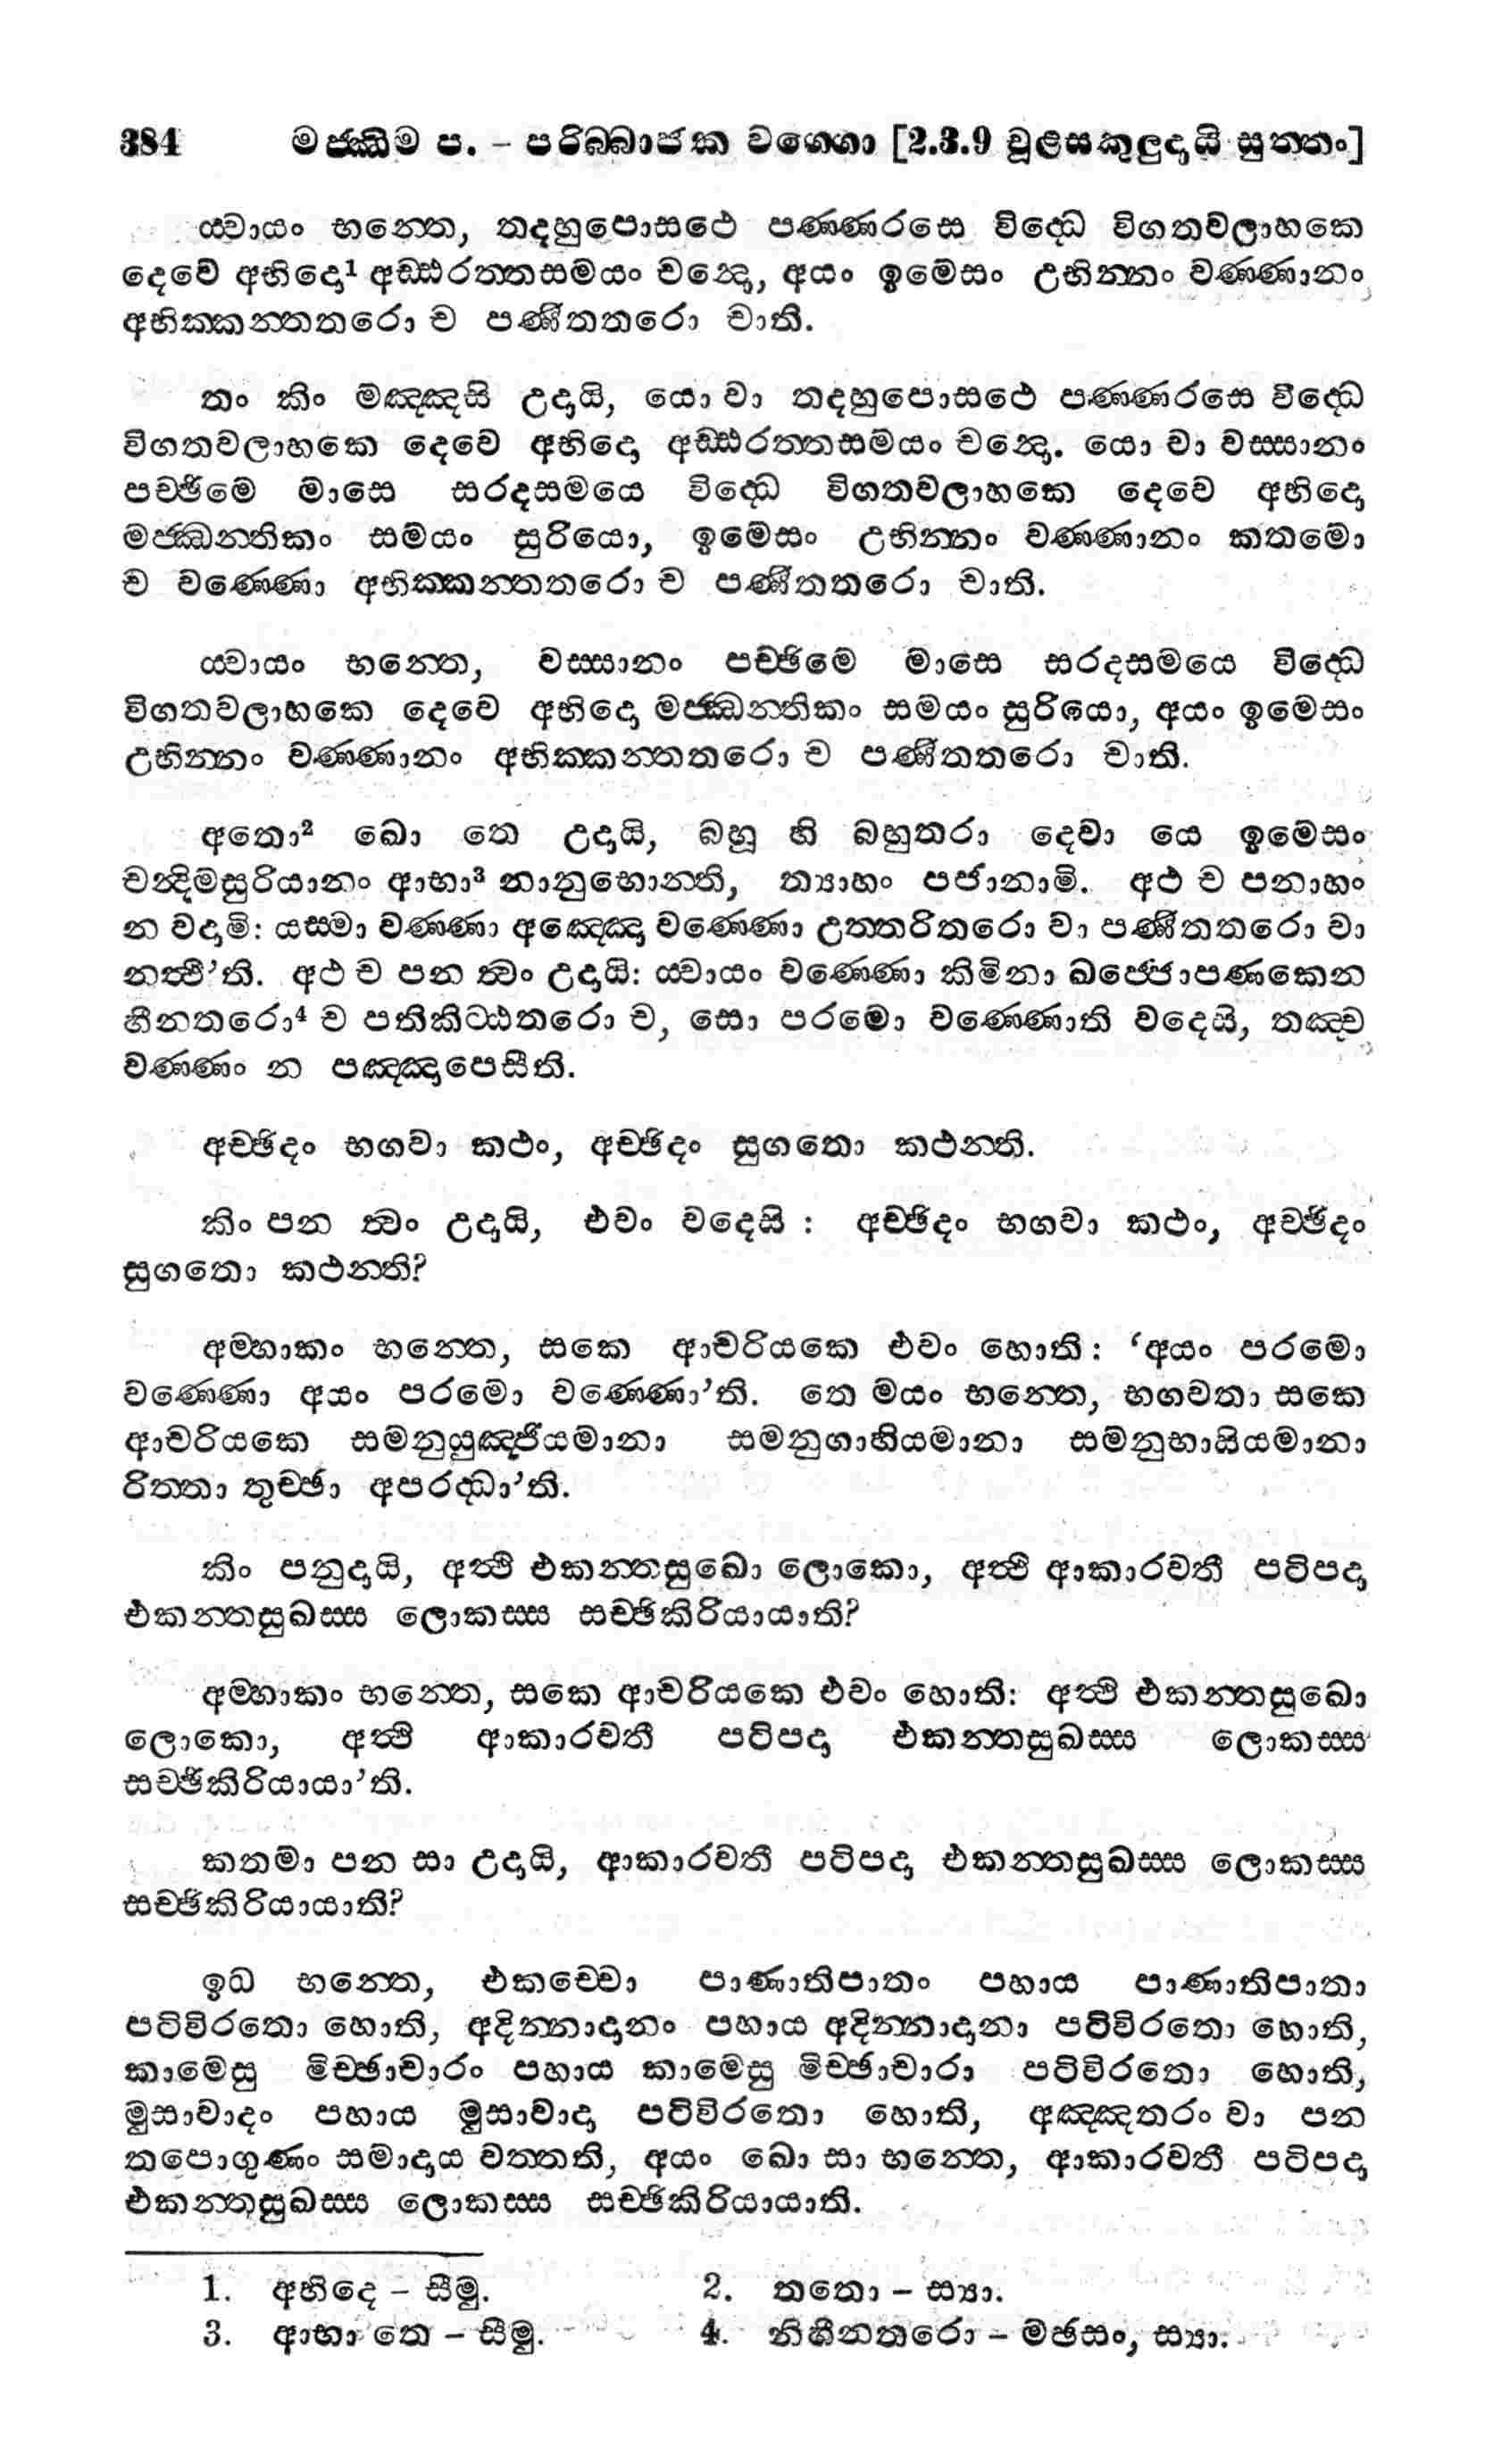 384 මජ්ඣිම ප. – පරිබ්බාජක වග්ගො [2.3.9 චූළසකුලුදායි සුත්තං]
ය්වායං භන්තෙ, තදහුපොසථෙ පණ්ණරසෙ විද්ධෙ විගතවලාහකෙ
දෙවෙ අභිදො¹ අඩ්ඪරත්තසමයං චන්දො, අයං ඉමේසං උභින්නං වණ්ණානං
අභික්කන්තතරො ච පණීතතරො චාති.
තං කිං මඤ්ඤසි උදායි, යො වා තදහුපොසථෙ පණ්ණරසෙ විද්ධෙ
විගතවලාහකෙ දෙවෙ අභිදො අඩ්ඪරත්තසමයං චන්දො. යො වා වස්සානං
පච්ඡිමෙ මාසෙ සරදසමයෙ විද්ධෙ විගතවලාහකෙ දෙවෙ අභිදො
මජ්ඣන්තිකං සමයං සුරියො, ඉමෙසං උභින්නං වණ්ණානං කතමො
ච වණ්ණො අභික්කන්තතරො ච පණීතතරො චාති.
ය්වායං භන්තෙ, වස්සානං පච්ඡිමෙ මාසෙ සරදසමයෙ විද්ධෙ
විගතවලාහකෙ දෙවෙ අභිදො මජ්ඣන්තිකං සමයං සුරියො, අයං ඉමෙසං
උභින්නං වණ්ණානං අභික්කන්තතරො ච පණීතතරො චාති.
අතො² ඛො තෙ උදායි, බහූ හි බහුතරා දෙවා යෙ ඉමෙසං
චන්දිමසුරියානං ආභා³ නානුභොන්ති, ත්‍යාහං පජානාමි. අථ ච පනාහං
න වදාමි: යස්මා වණ්ණා අඤ්ඤො වණ්ණො උත්තරිතරො වා පණීතතරො වා
නත්ථි’ති. අථ ච පන ත්වං උදායි: ය්වායං වණ්ණො කිමිනා ඛජ්ජොපණකෙන
හීනතරො⁴ ච පතිකිට්ඨතරො ච, සො පරමො වණ්ණොති වදෙසි, තඤ්ච
වණ්ණං න පඤ්ඤාපෙසීති.
අච්ඡිදං භගවා කථං, අච්ඡිදං සුගතො කථන්ති.
කිං පන ත්වං උදායි, එවං වදෙසි : අච්ඡිදං භගවා කථං, අච්ඡිදං
සුගතො කථන්ති?
අම්හාකං භන්තෙ, සකෙ ආචරියකෙ එවං හොති : ‘අයං පරමො
වණ්ණො අයං පරමො වණ්ණො’ති. තෙ මයං භන්තෙ, භගවතා සකෙ
ආචරියකෙ සමනුයුඤ්ජියමානා සමනුගාහියමානා සමනුභාසියමානා
රිත්තා තුච්ඡා අපරද්ධා’ති.
කිං පනුදායි, අත්ථි එකන්තසුඛො ලොකො, අත්ථි ආකාරවතී පටිපදා
එකන්තසුඛස්ස ලොකස්ස සච්ඡිකිරියායාති?
අම්හාකං භන්තෙ, සකෙ ආචරියකෙ එවං හොති: අත්ථි එකන්තසුඛො
ලොකො, අත්ථි ආකාරවතී පටිපදා එකන්තසුඛස්ස ලොකස්ස
සච්ඡිකිරියායා’ති.
කතමා පන සා උදායි, ආකාරවතී පටිපදා එකන්තසුඛස්ස ලොකස්ස
සච්ඡිකිරියායාති?
ඉධ භන්තෙ, එකච්චො පාණාතිපාතං පහාය පාණාතිපාතා
පටිවිරතො හොති, අදින්නාදානං පහාය අදින්නාදානා පටිවිරතො හොති,
කාමෙසු මිච්ඡාචාරං පහාය කාමෙසු මිච්ඡාචාරා පටිවිරතො හොති,
මුසාවාදං පහාය මුසාවාදා පටිවිරතො හොති, අඤ්ඤතරං වා පන
තපොගුණං සමාදාය වත්තති, අයං ඛො සා භන්තෙ, ආකාරවතී පටිපදා
එකන්තසුඛස්ස ලොකස්ස සච්ඡිකිරියායාති.
1. අභිදෙ – සීමු. 2. තතො – ස්‍යා.
3. ආභා තෙ – සීමු. 4. නිහීනතරො – මඡසං, ස්‍යා.